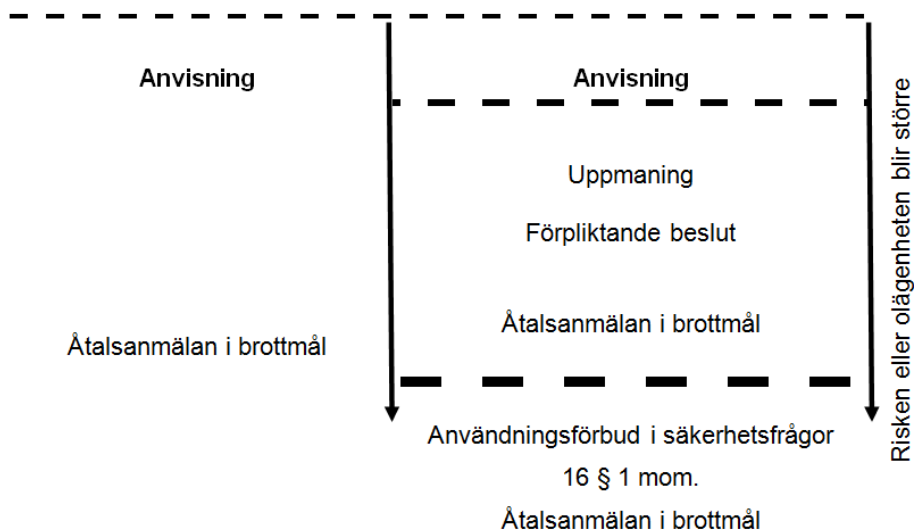 Anvisning
Åtalsanmälan i brottmål
Anvisning
Uppmaning
Förpliktande beslut
Åtalsanmälan i brottmål
Användningsförbud i säkerhetsfrågor
16 § 1 mom.
Åtalsanmälan i brottmål
Risken eller olägenheten blir större